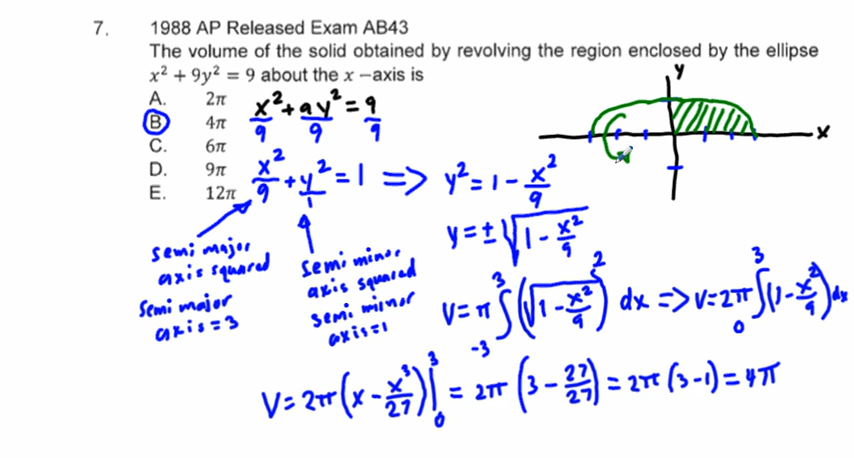 7. 1988 AP Released Exam AB43
The volume of the solid obtained by revolving the region enclosed by the ellipse
x² + 9y² = 9 about the x –axis is
A. 2π
B. 4π
C. 6π
D. 9π
E. 12π
x²/9 + 9y²/9 = 9/9
x²/9 + y²/1 = 1 => y² = 1 - x²/9
y = ±√(1 - x²/9)
semi major
axis squared
semi major
axis = 3
semi minor
axis squared
semi minor
axis = 1
y
x
V = π ∫₋₃³ (√(1 - x²/9))² dx => V = 2π ∫₀³ (1 - x²/9) dx
V = 2π (x - x³/27) |₀³ = 2π (3 - 27/27) = 2π (3 - 1) = 4π